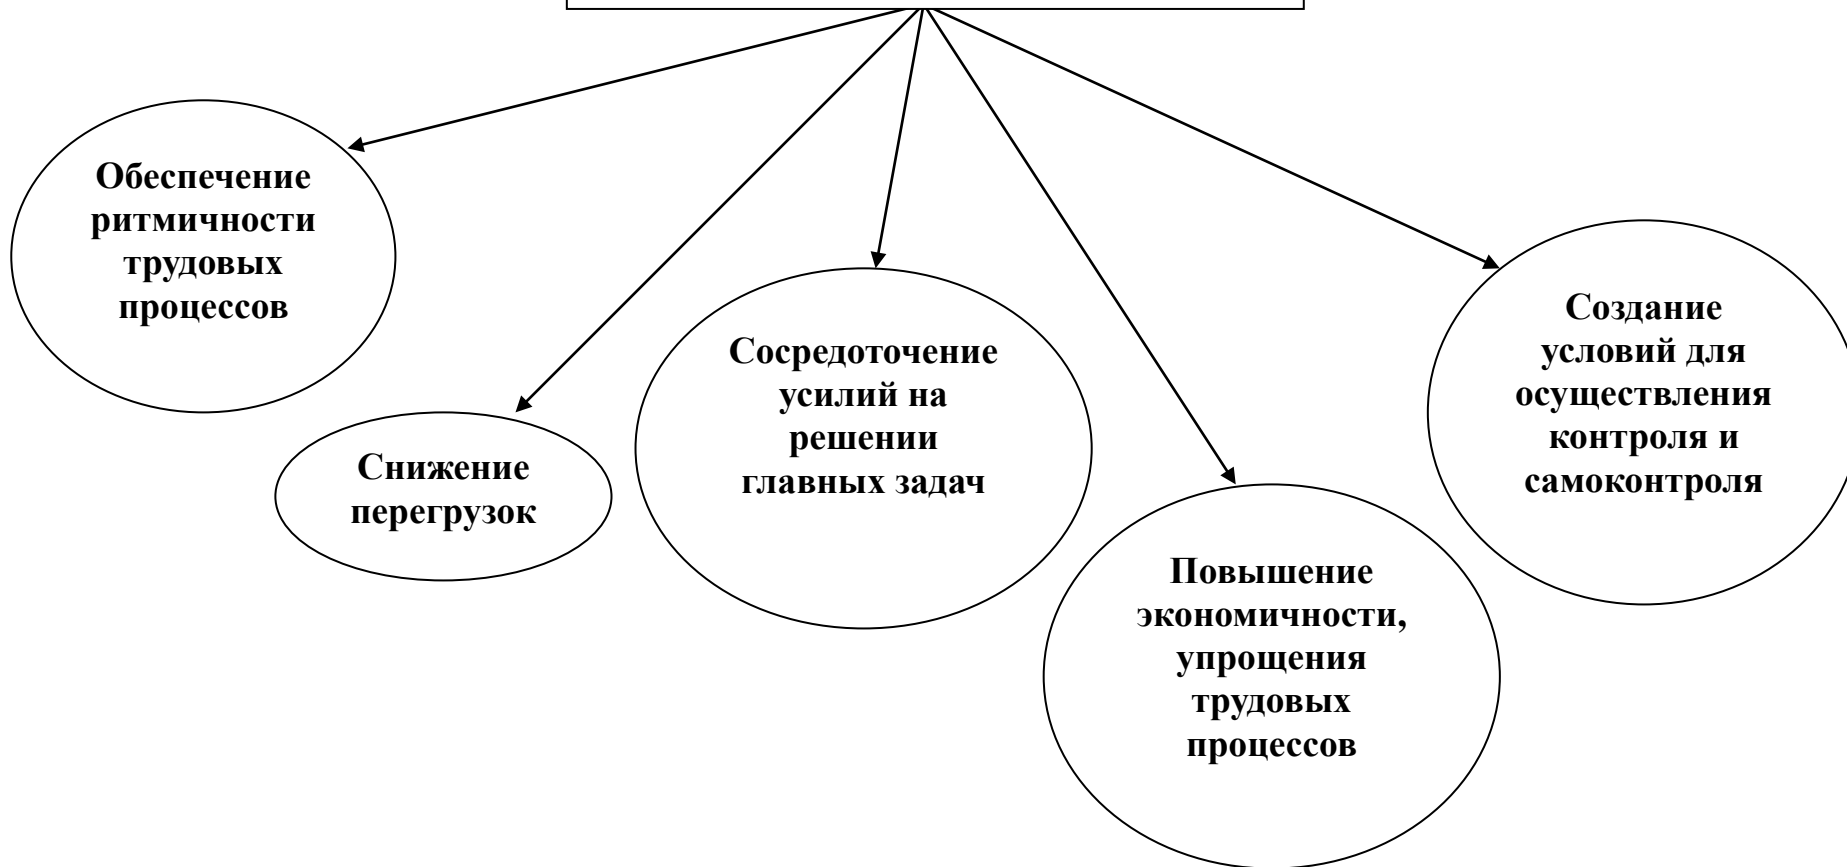 Обеспечение
ритмичности
трудовых
процессов
Снижение
перегрузок
Сосредоточение
усилий на
решении
главных задач
Повышение
экономичности,
упрощения
трудовых
процессов
Создание
условий для
осуществления
контроля и
самоконтроля